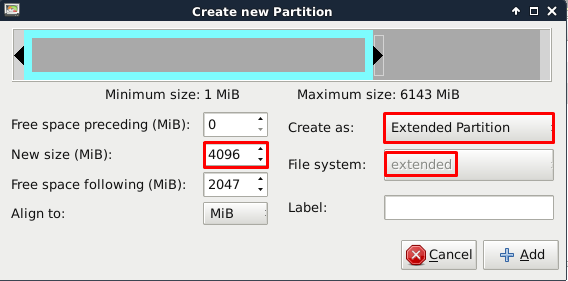 Create new Partition
Minimum size: 1 MiB Maximum size: 6143 MiB
Free space preceding (MiB): 0 Create as: Extended Partition
New size (MiB): 4096 File system: extended
Free space following (MiB): 2047
Align to: MiB Label:
Cancel Add